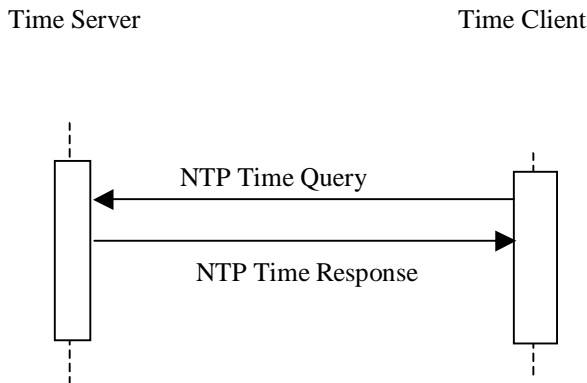 Time Server
Time Client
NTP Time Query
NTP Time Response